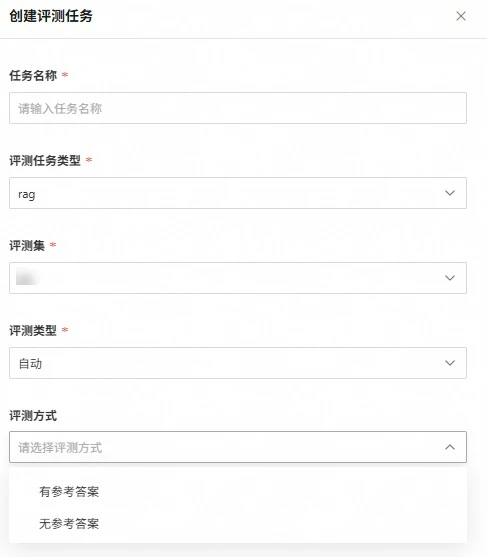 创建评测任务
任务名称 *
请输入任务名称
评测任务类型 *
rag
评测集 *
评测类型 *
自动
评测方式
请选择评测方式
有参考答案
无参考答案